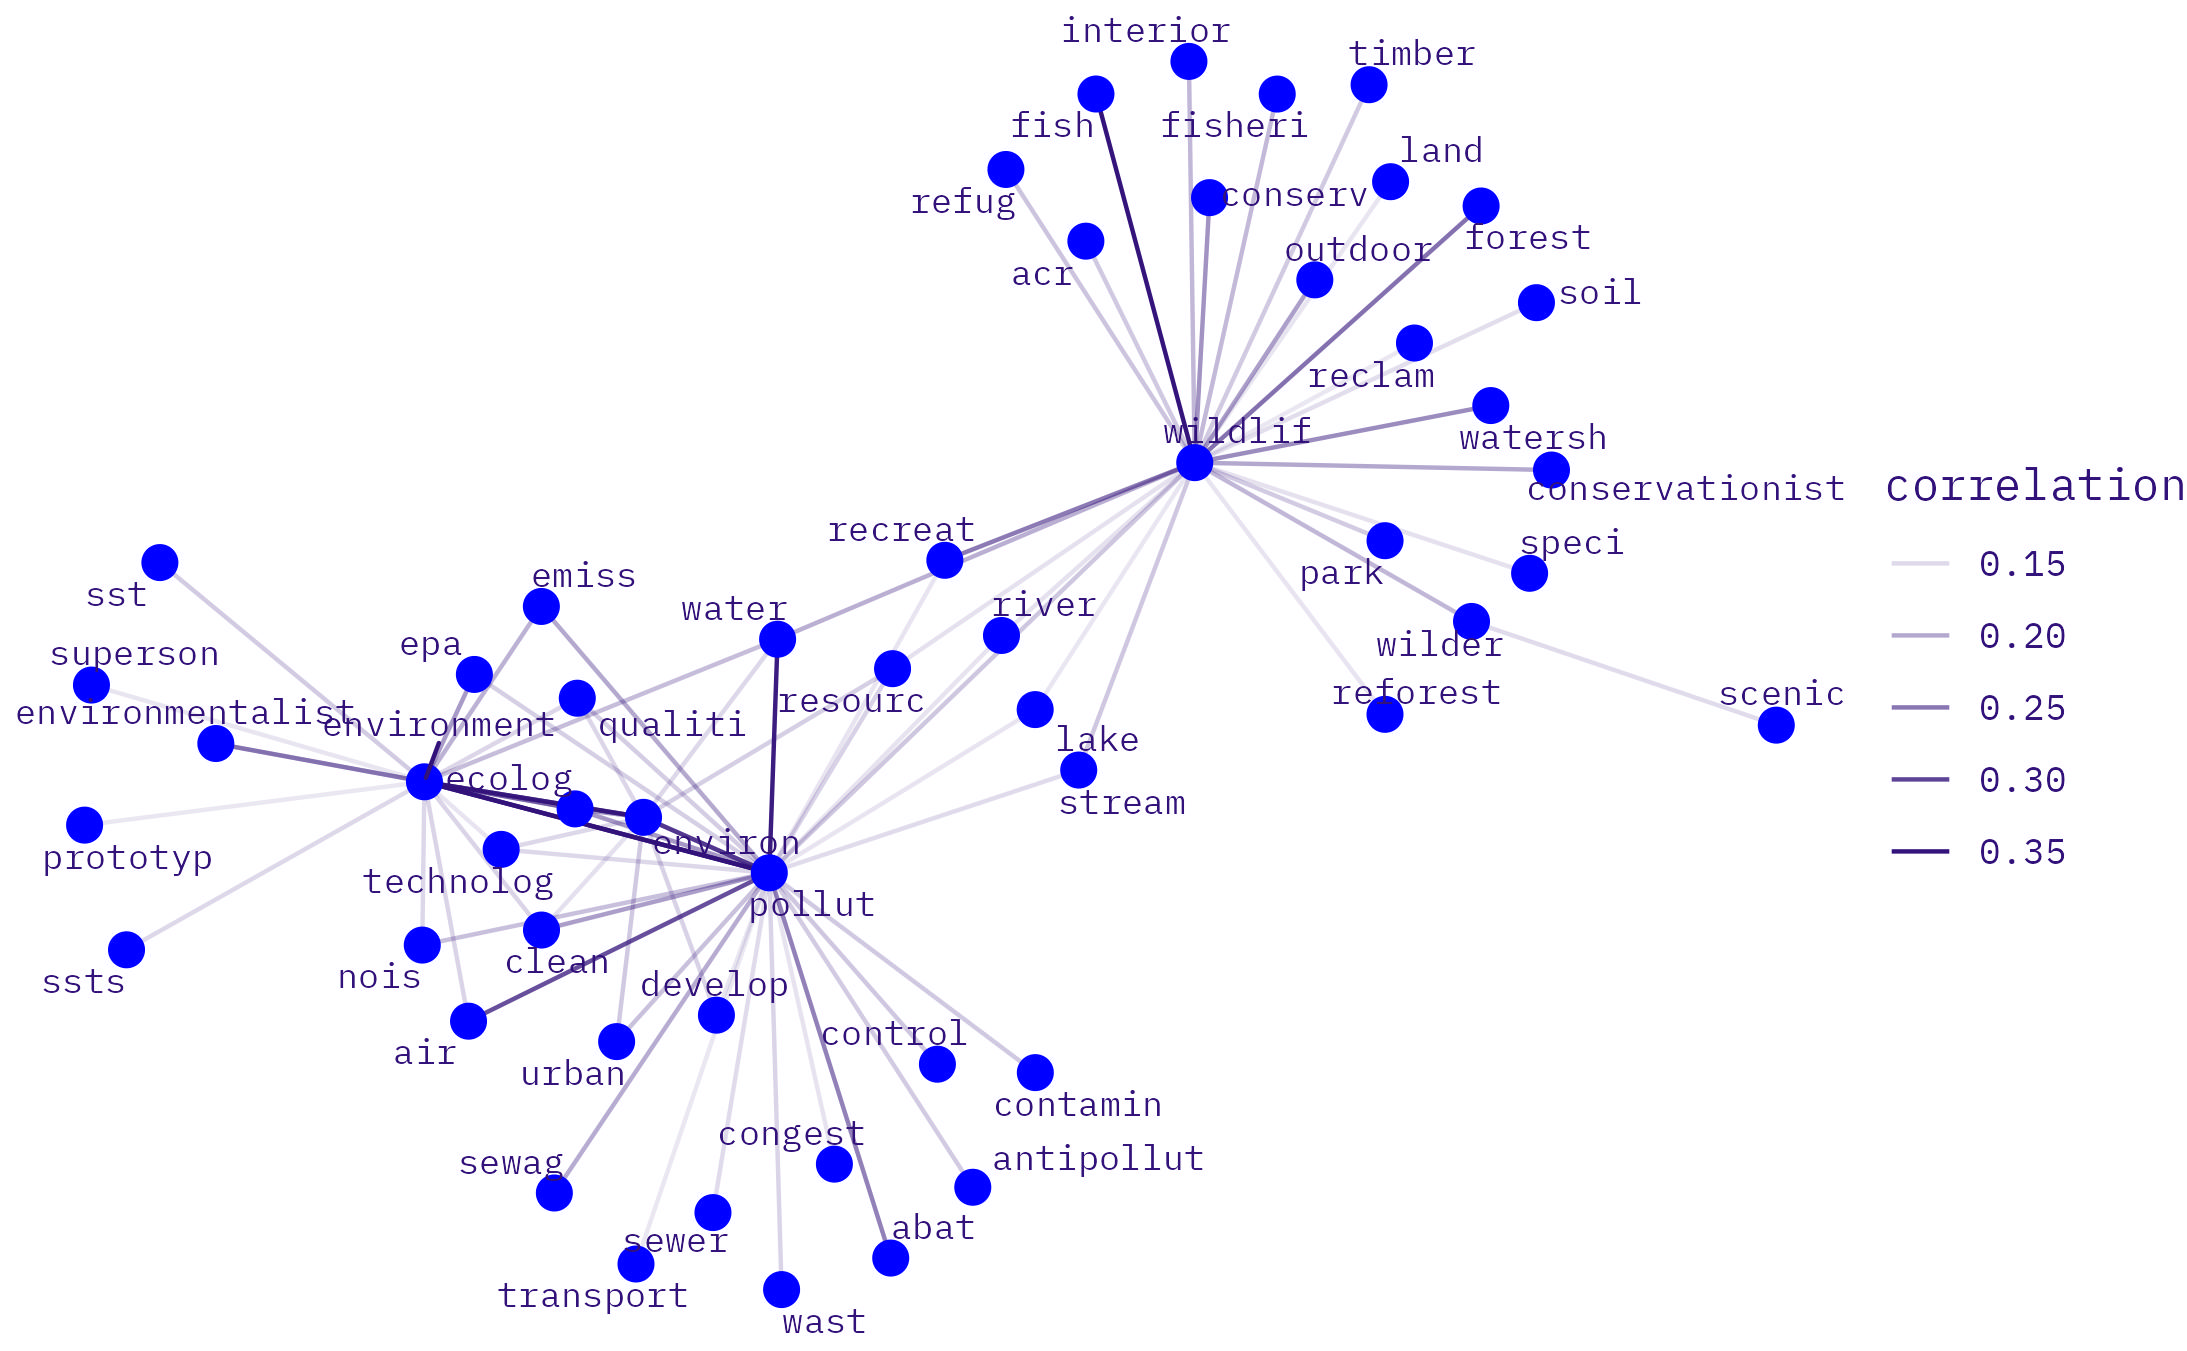 interior
timber
fish
fisheri
land
refug
conserv
forest
outdoor
acr
soil
reclam
wildlif
watersh
conservationist
correlation
recreat
speci
0.15
park
emiss
sst
water
river
0.20
epa
wilder
superson
resourc
reforest
scenic
0.25
environmentalist
environment
qualiti
lake
ecolog
0.30
stream
environ
prototyp
0.35
technolog
pollut
clean
nois
ssts
develop
control
air
urban
contamin
congest
sewag
antipollut
abat
sewer
transport
wast